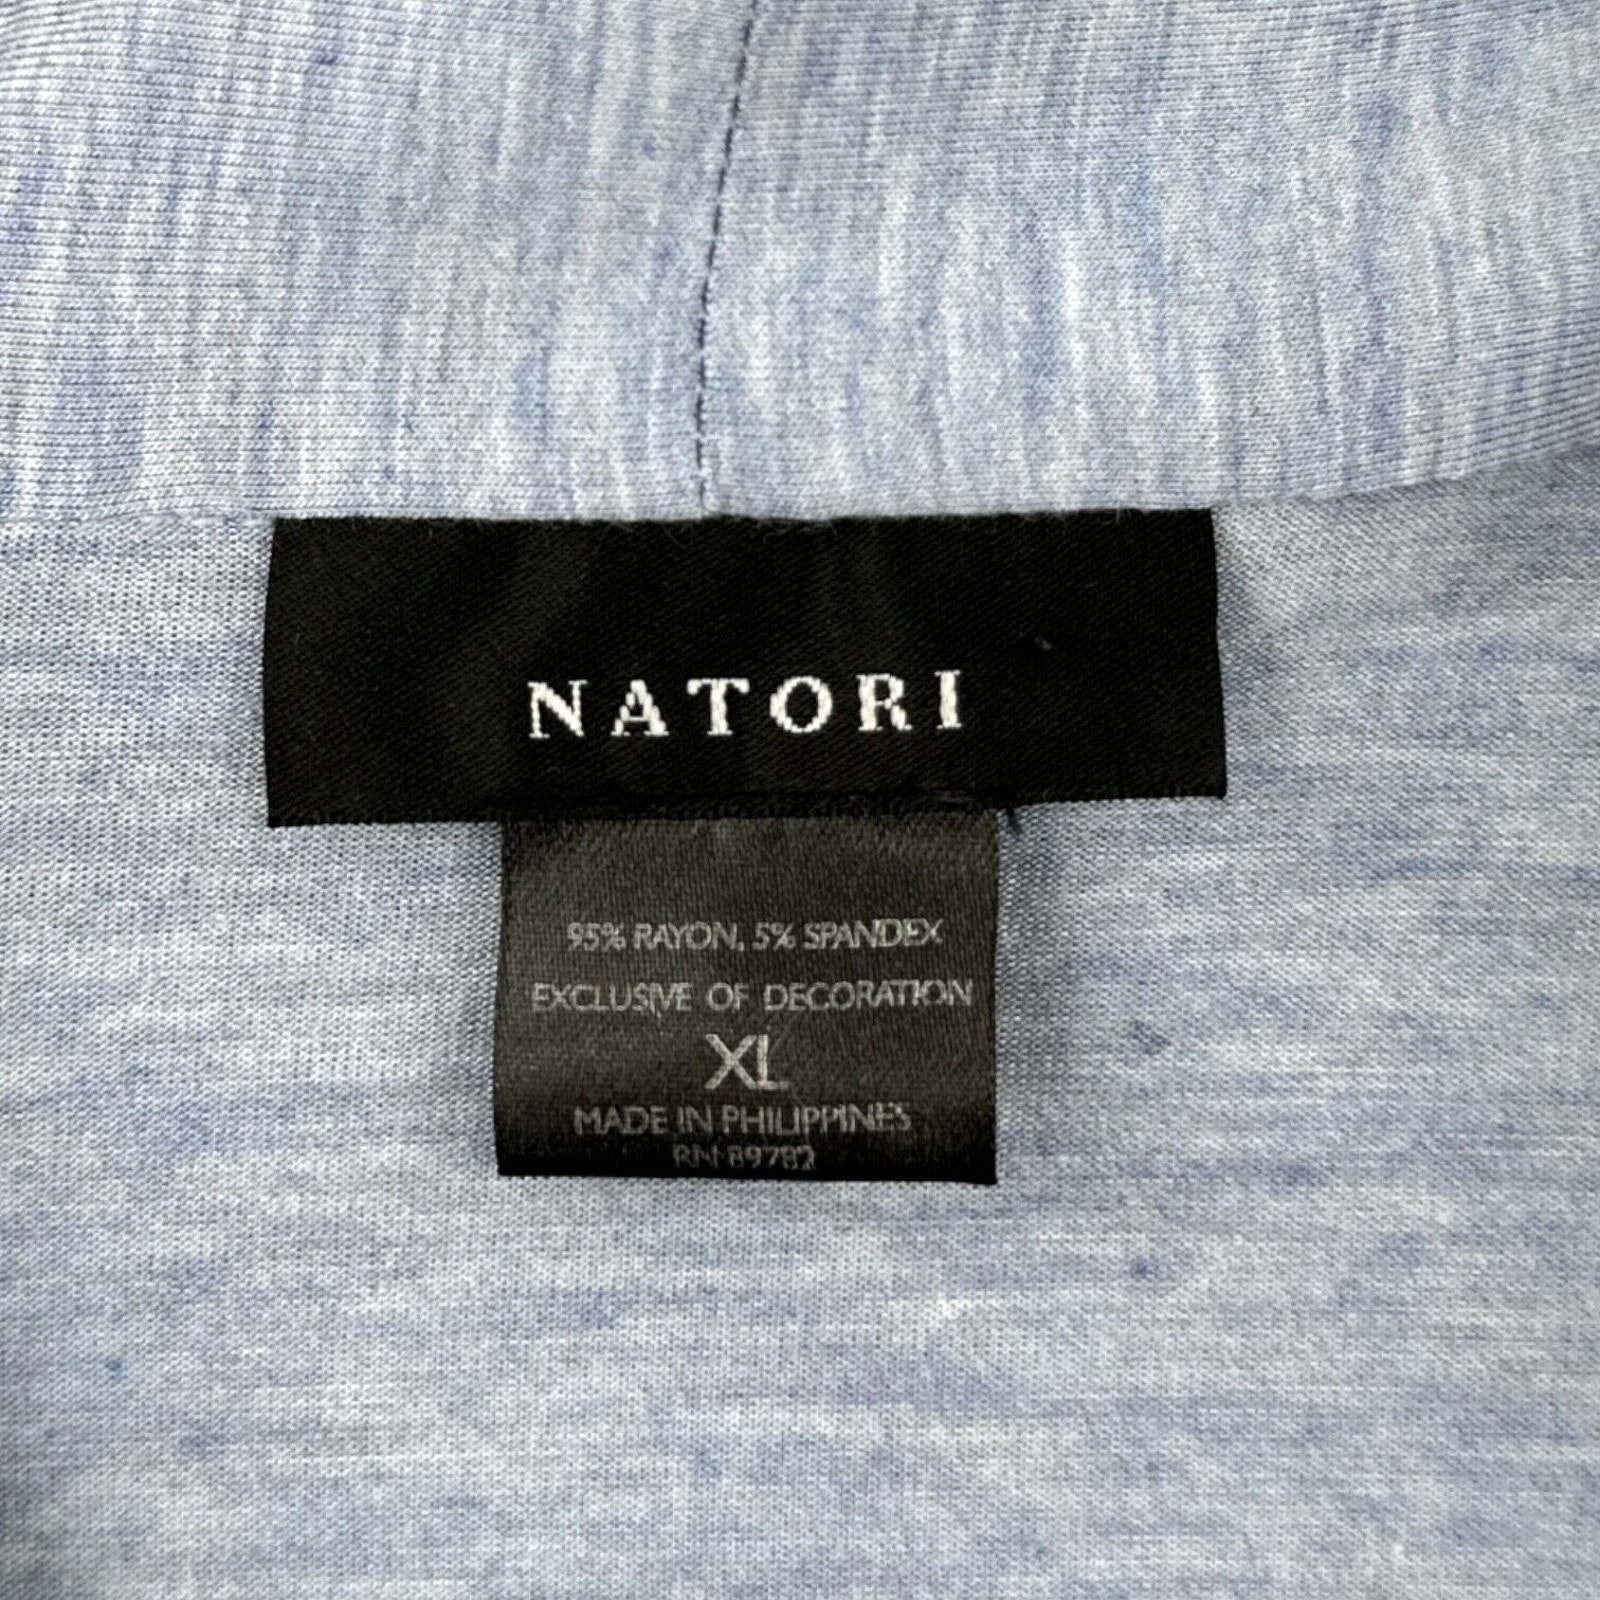 NATORI
95% RAYON, 5% SPANDEX
EXCLUSIVE OF DECORATION
XL
MADE IN PHILIPPINES
RN 89782